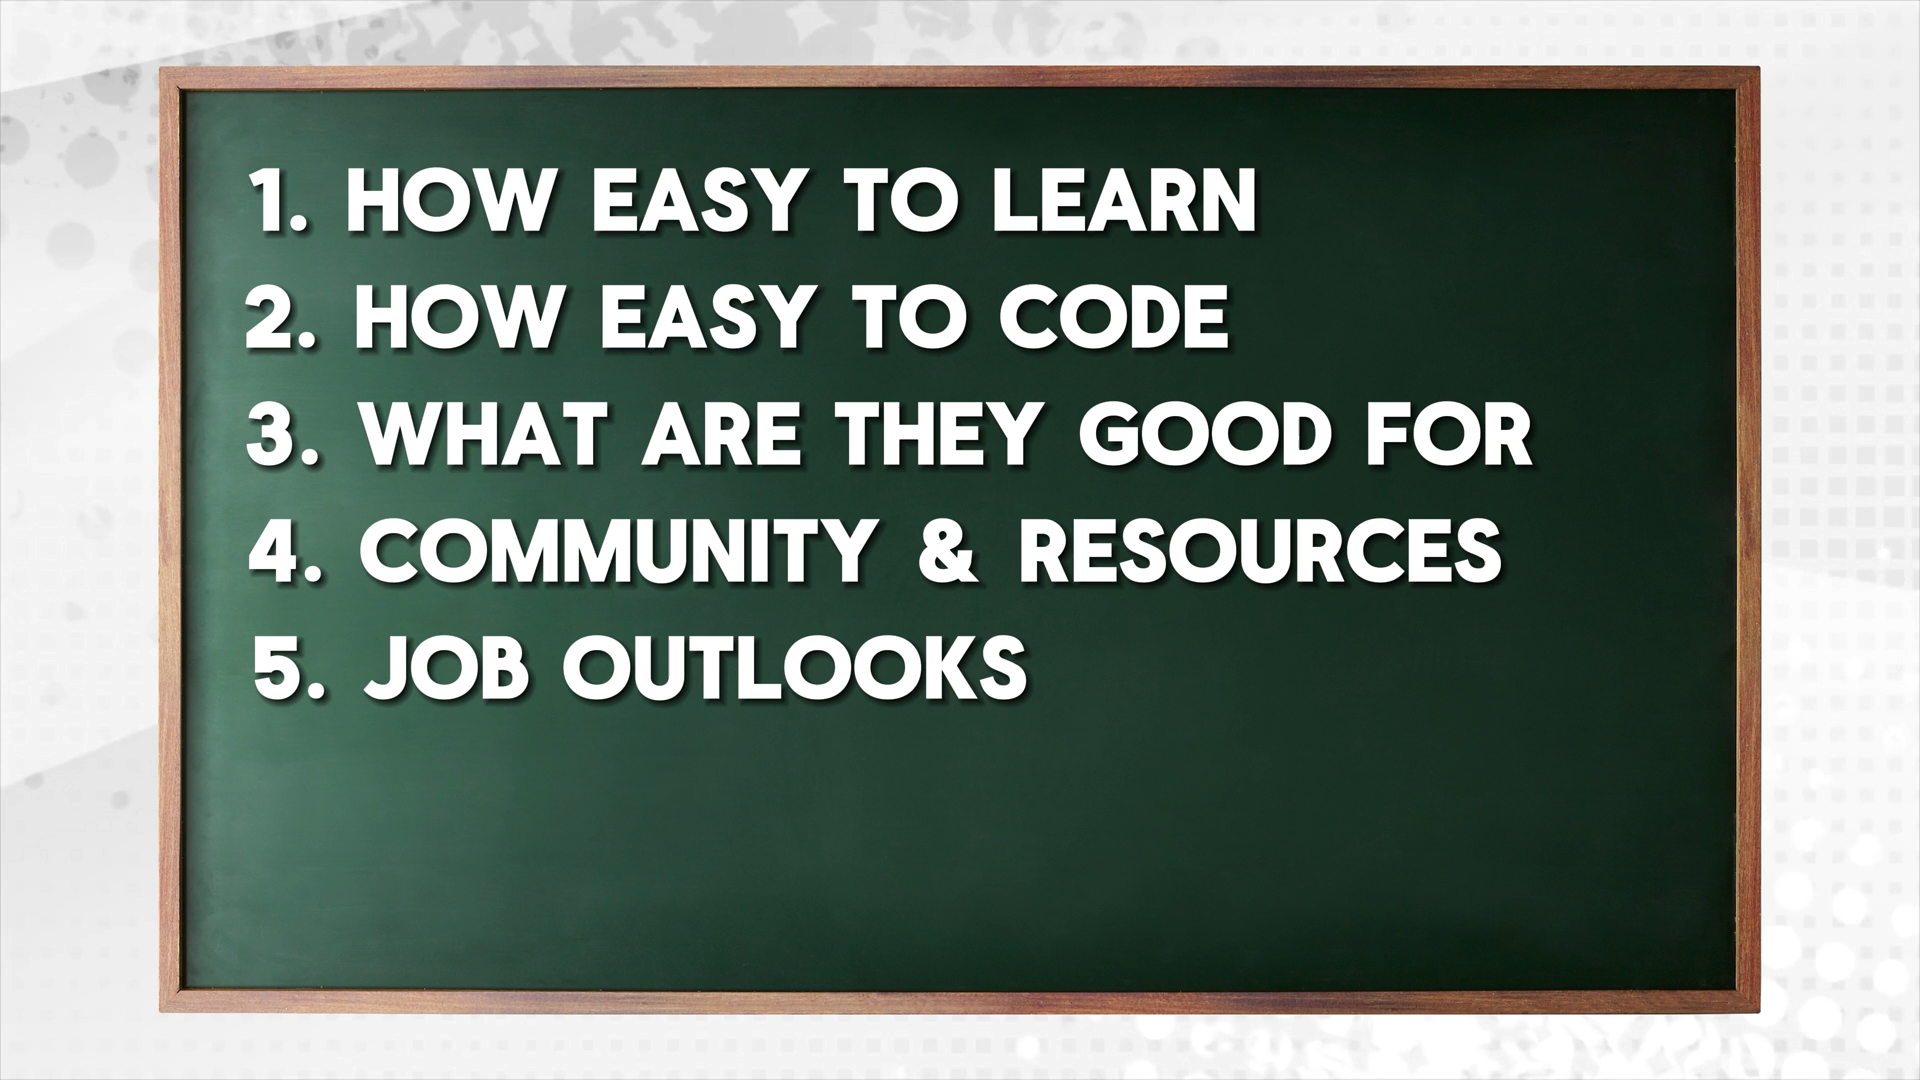 1. HOW EASY TO LEARN
2. HOW EASY TO CODE
3. WHAT ARE THEY GOOD FOR
4. COMMUNITY & RESOURCES
5. JOB OUTLOOKS